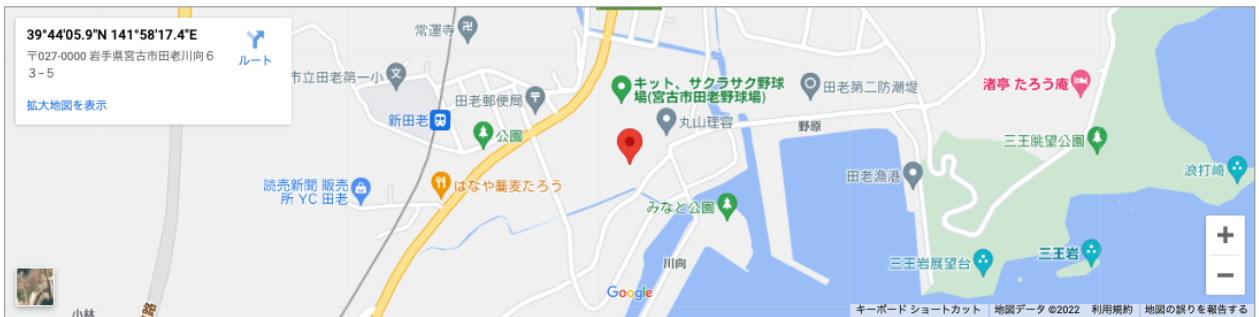 39°44'05.9"N 141°58'17.4"E
〒027-0000 岩手県宮古市田老川向6
3−5
ルート
拡大地図を表示
常運寺
市立田老第一小
田老郵便局
新田老
公園
キット、サクラサク野球
場(宮古市田老野球場)
丸山理容
田老第二防潮堤
野原
渚亭 たろう庵
三王眺望公園
浪打崎
読売新聞 販売
所 YC 田老
はなや蕎麦たろう
田老漁港
みなと公園
川向
三王岩展望台
三王岩
小林
路
Google
キーボード ショートカット
地図データ ©2022
利用規約
地図の誤りを報告する